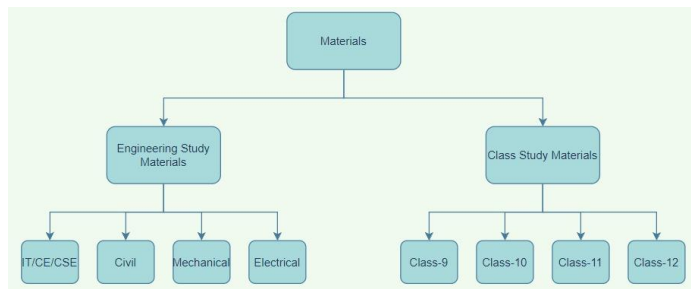 Materials
Engineering Study
Materials
Class Study Materials
IT/CE/CSE
Civil
Mechanical
Electrical
Class-9
Class-10
Class-11
Class-12